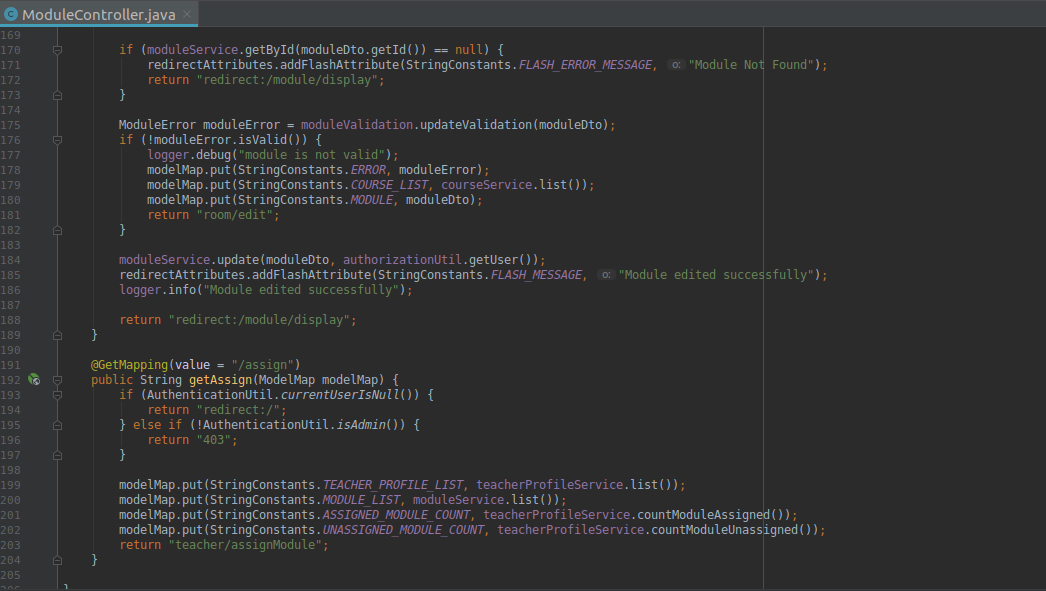 ModuleController.java
169
170 if (moduleService.getById(moduleDto.getId()) == null) {
171 redirectAttributes.addFlashAttribute(StringConstants.FLASH_ERROR_MESSAGE, o: "Module Not Found");
172 return "redirect:/module/display";
173 }
174
175 ModuleError moduleError = moduleValidation.updateValidation(moduleDto);
176 if (!moduleError.isValid()) {
177 logger.debug("module is not valid");
178 modelMap.put(StringConstants.ERROR, moduleError);
179 modelMap.put(StringConstants.COURSE_LIST, courseService.list());
180 modelMap.put(StringConstants.MODULE, moduleDto);
181 return "room/edit";
182 }
183
184 moduleService.update(moduleDto, authorizationUtil.getUser());
185 redirectAttributes.addFlashAttribute(StringConstants.FLASH_MESSAGE, o: "Module edited successfully");
186 logger.info("Module edited successfully");
187
188 return "redirect:/module/display";
189 }
190
191 @GetMapping(value = "/assign")
192 public String getAssign(ModelMap modelMap) {
193 if (AuthenticationUtil.currentUserIsNull()) {
194 return "redirect:/";
195 } else if (!AuthenticationUtil.isAdmin()) {
196 return "403";
197 }
198
199 modelMap.put(StringConstants.TEACHER_PROFILE_LIST, teacherProfileService.list());
200 modelMap.put(StringConstants.MODULE_LIST, moduleService.list());
201 modelMap.put(StringConstants.ASSIGNED_MODULE_COUNT, teacherProfileService.countModuleAssigned());
202 modelMap.put(StringConstants.UNASSIGNED_MODULE_COUNT, teacherProfileService.countModuleUnassigned());
203 return "teacher/assignModule";
204 }
205